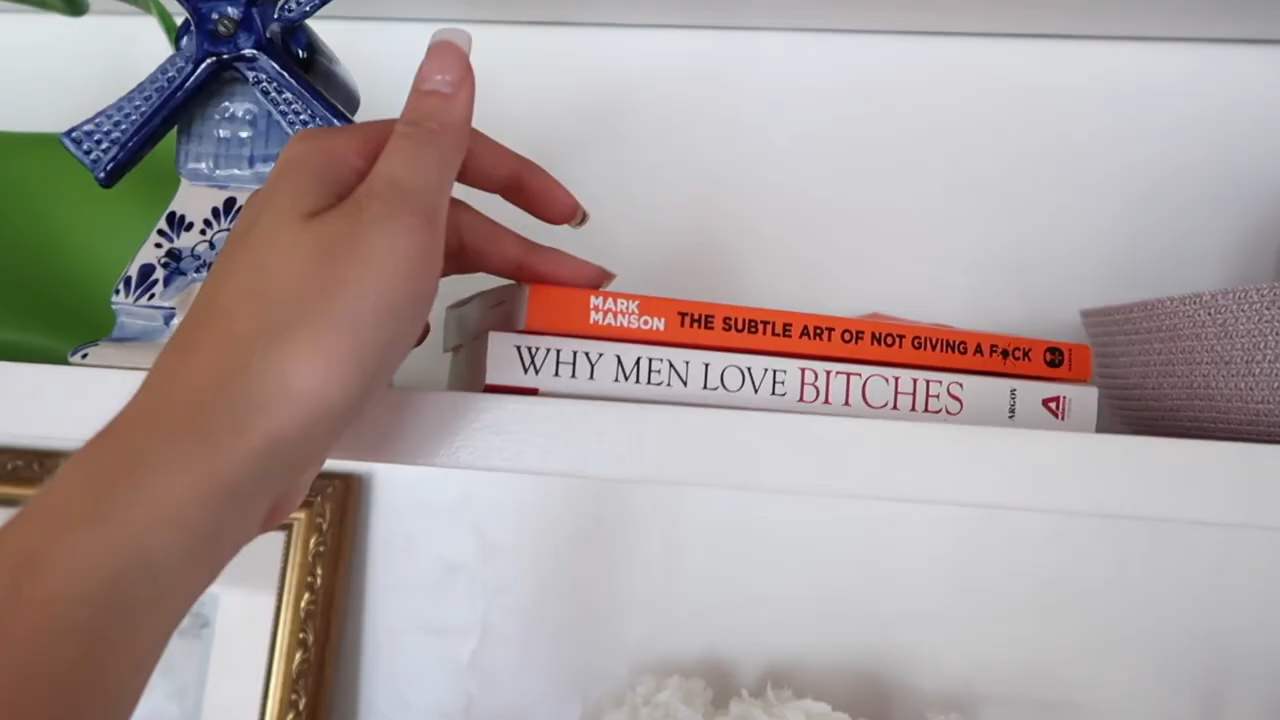 MARK
MANSON
THE SUBTLE ART OF NOT GIVING A F CK
WHY MEN LOVE BITCHES
ARGOV